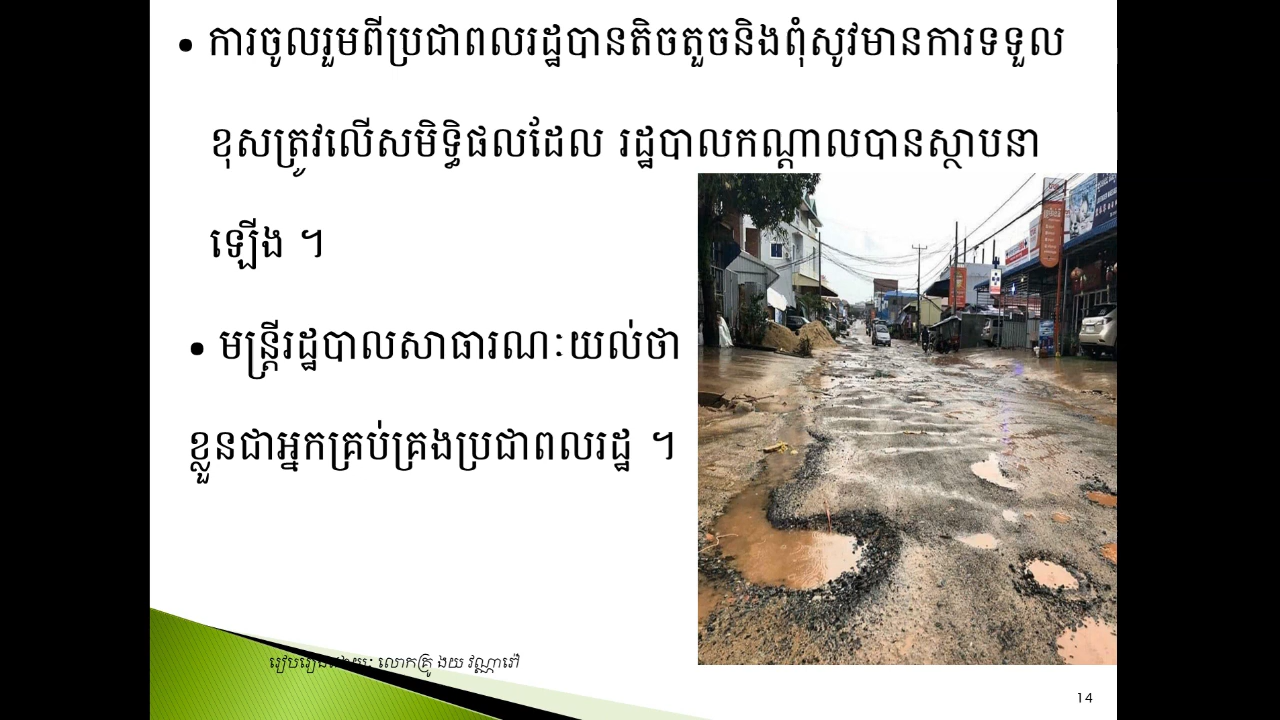 • ការចូលរួមពីប្រជាពលរដ្ឋបានតិចតួចនិងពុំសូវមានការទទួល
ខុសត្រូវលើសមិទ្ធិផលដែល រដ្ឋបាលកណ្តាលបានស្ថាបនា
ឡើង ។
• មន្ត្រីរដ្ឋបាលសាធារណៈយល់ថា
ខ្លួនជាអ្នកគ្រប់គ្រងប្រជាពលរដ្ឋ ។
រៀបរៀងដោយ: លោកគ្រូ ងយ វណ្ណារៅ
14